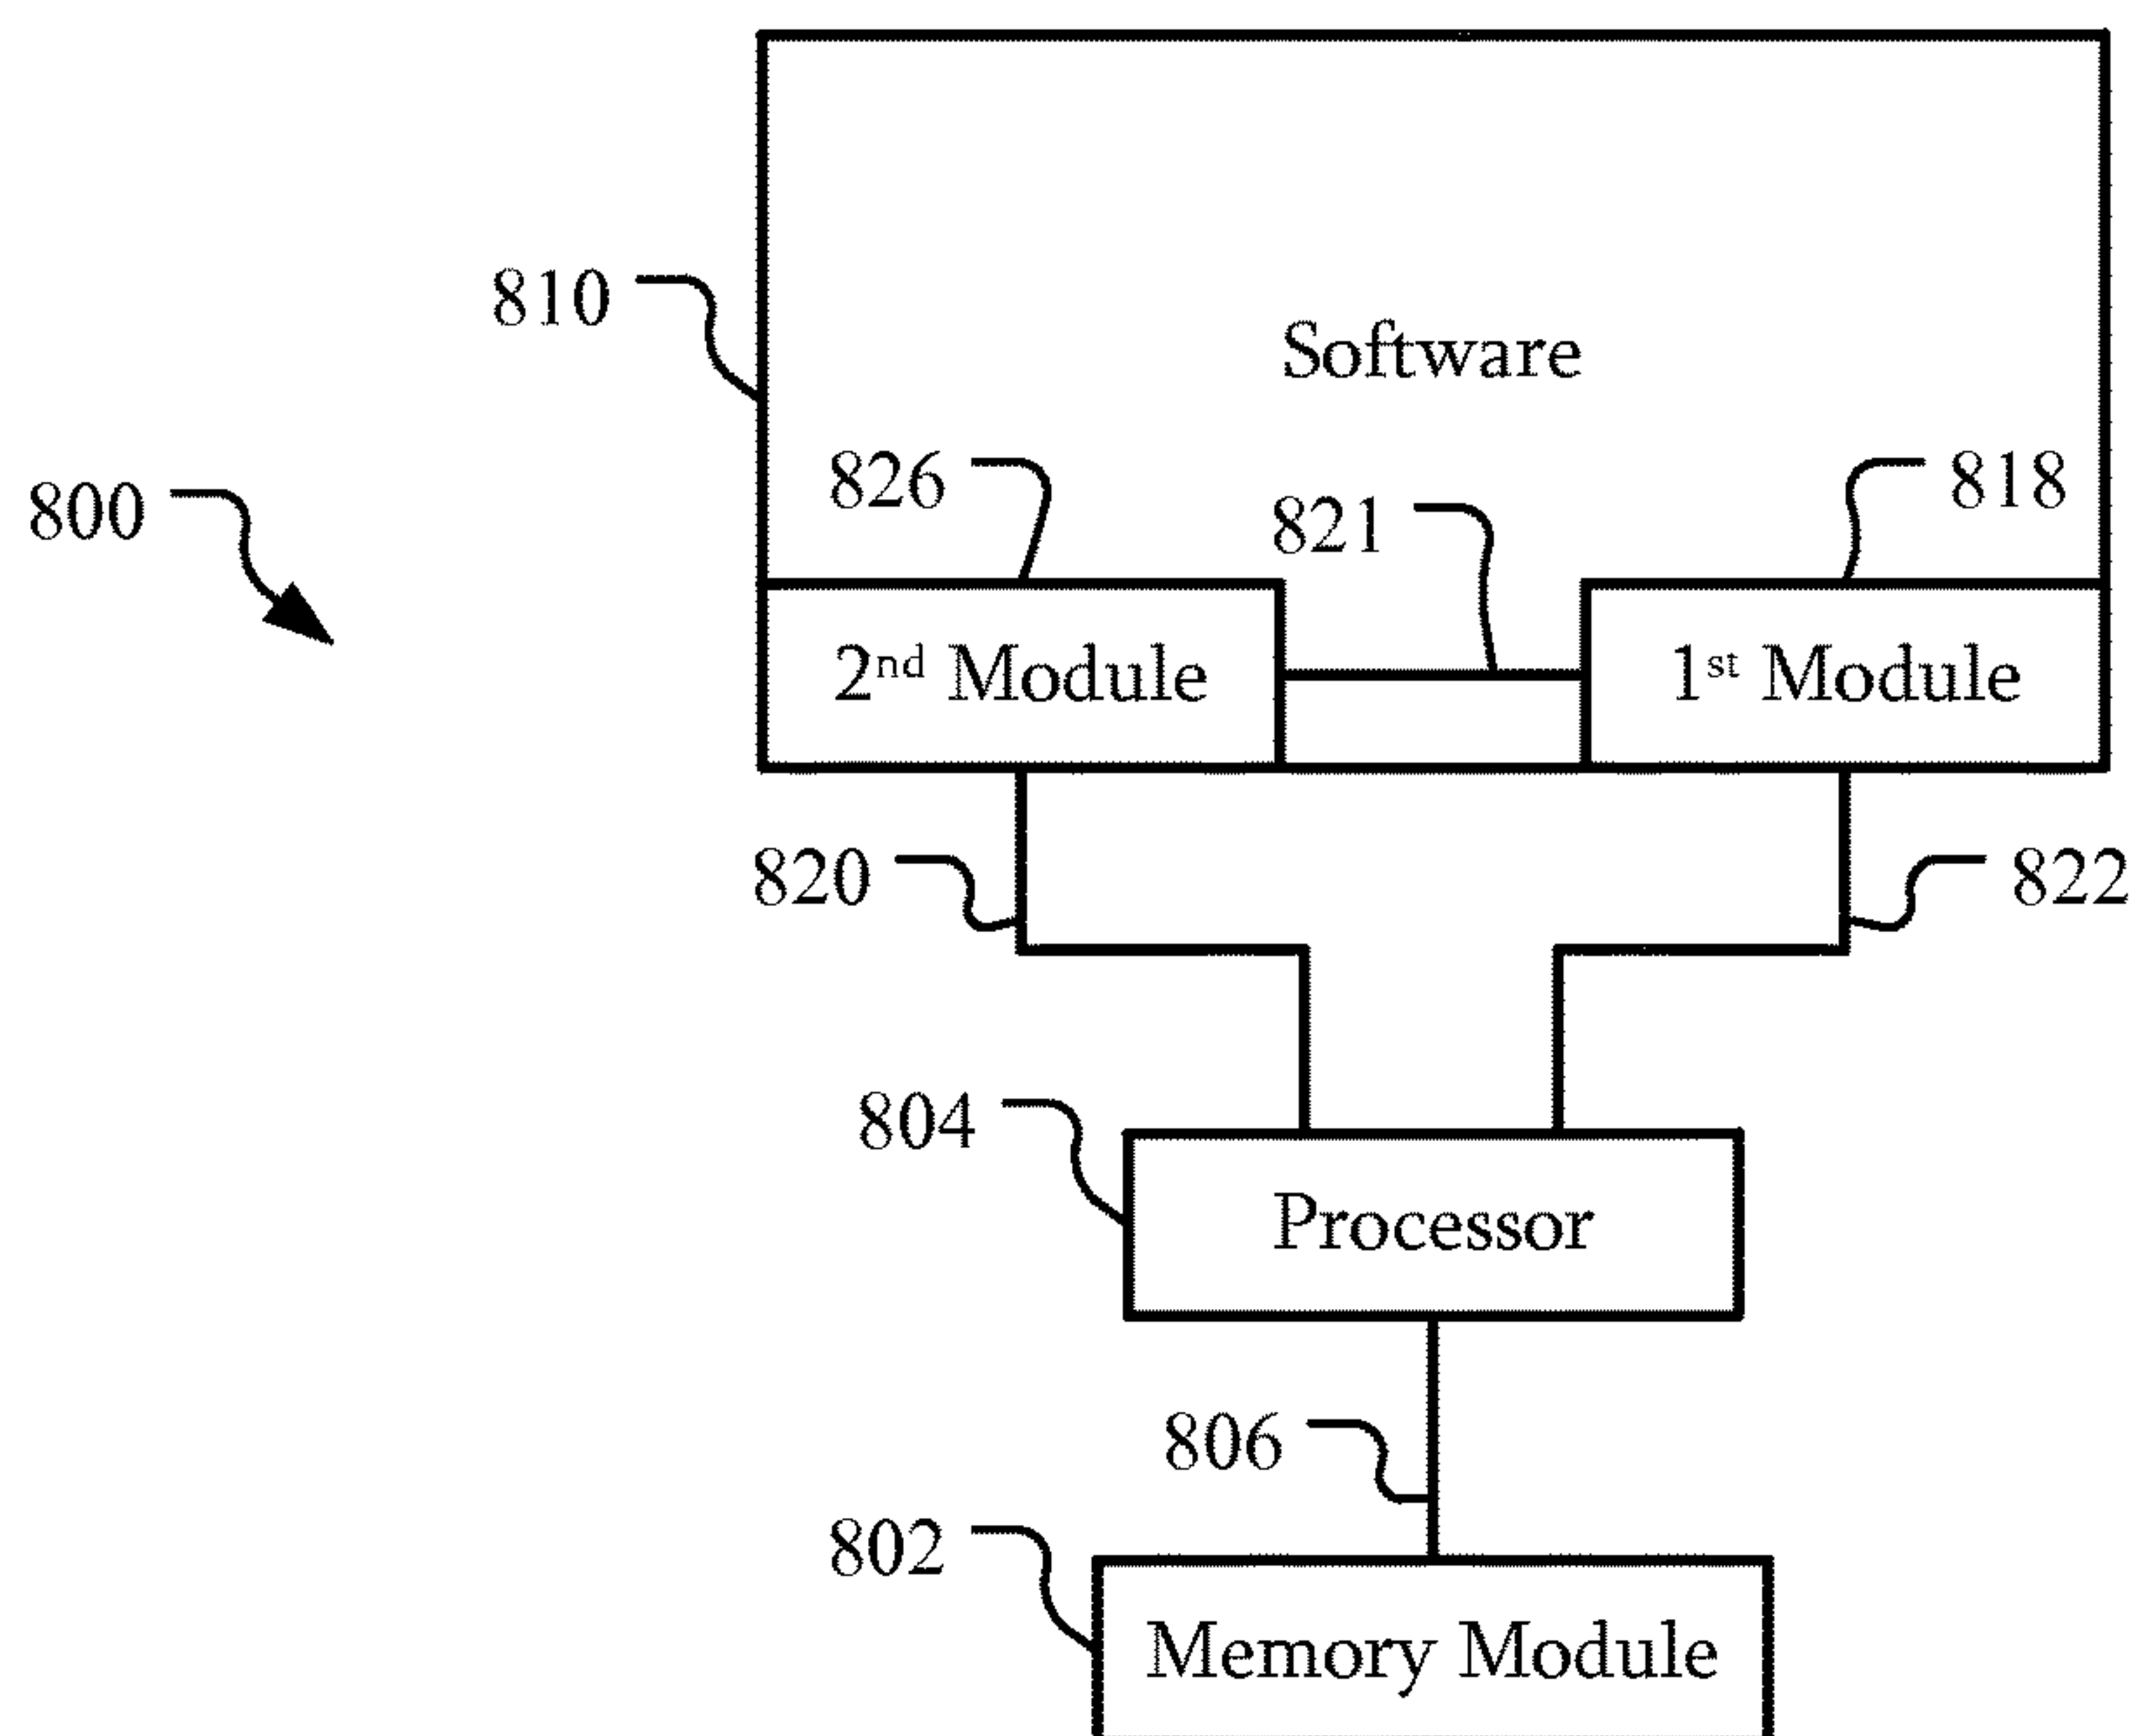 810
Software
826
818
800
821
2nd Module
1st Module
820
822
804
Processor
806
802
Memory Module